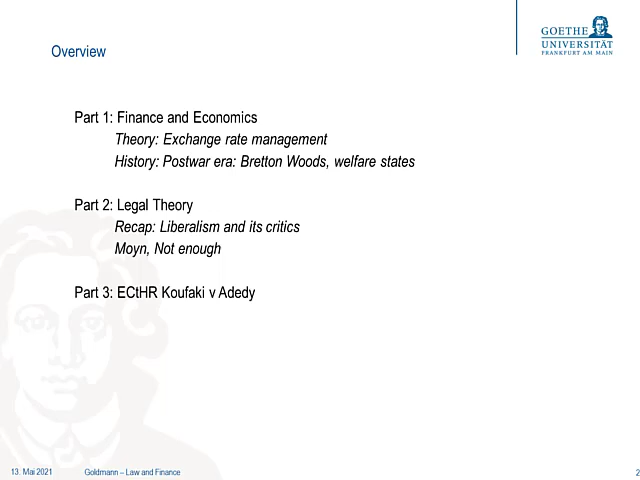 GOETHE
UNIVERSITÄT
FRANKFURT AM MAIN
Overview
Part 1: Finance and Economics
Theory: Exchange rate management
History: Postwar era: Bretton Woods, welfare states
Part 2: Legal Theory
Recap: Liberalism and its critics
Moyn, Not enough
Part 3: ECtHR Koufaki v Adedy
13. Mai 2021
Goldmann – Law and Finance
2